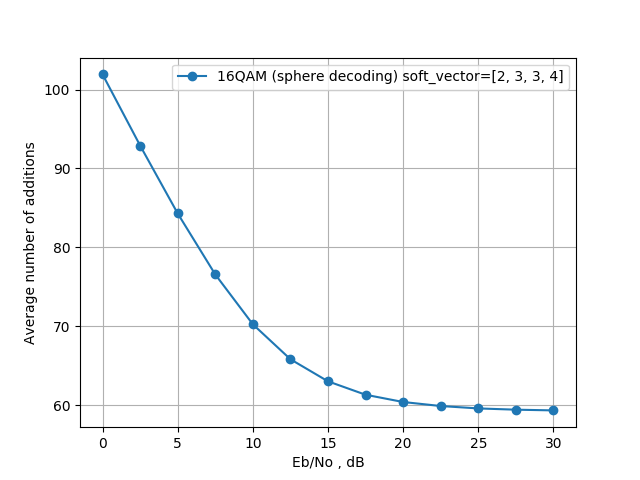 16QAM (sphere decoding) soft_vector=[2, 3, 3, 4]
100
90
80
70
60
Average number of additions
0 5 10 15 20 25 30
Eb/No , dB